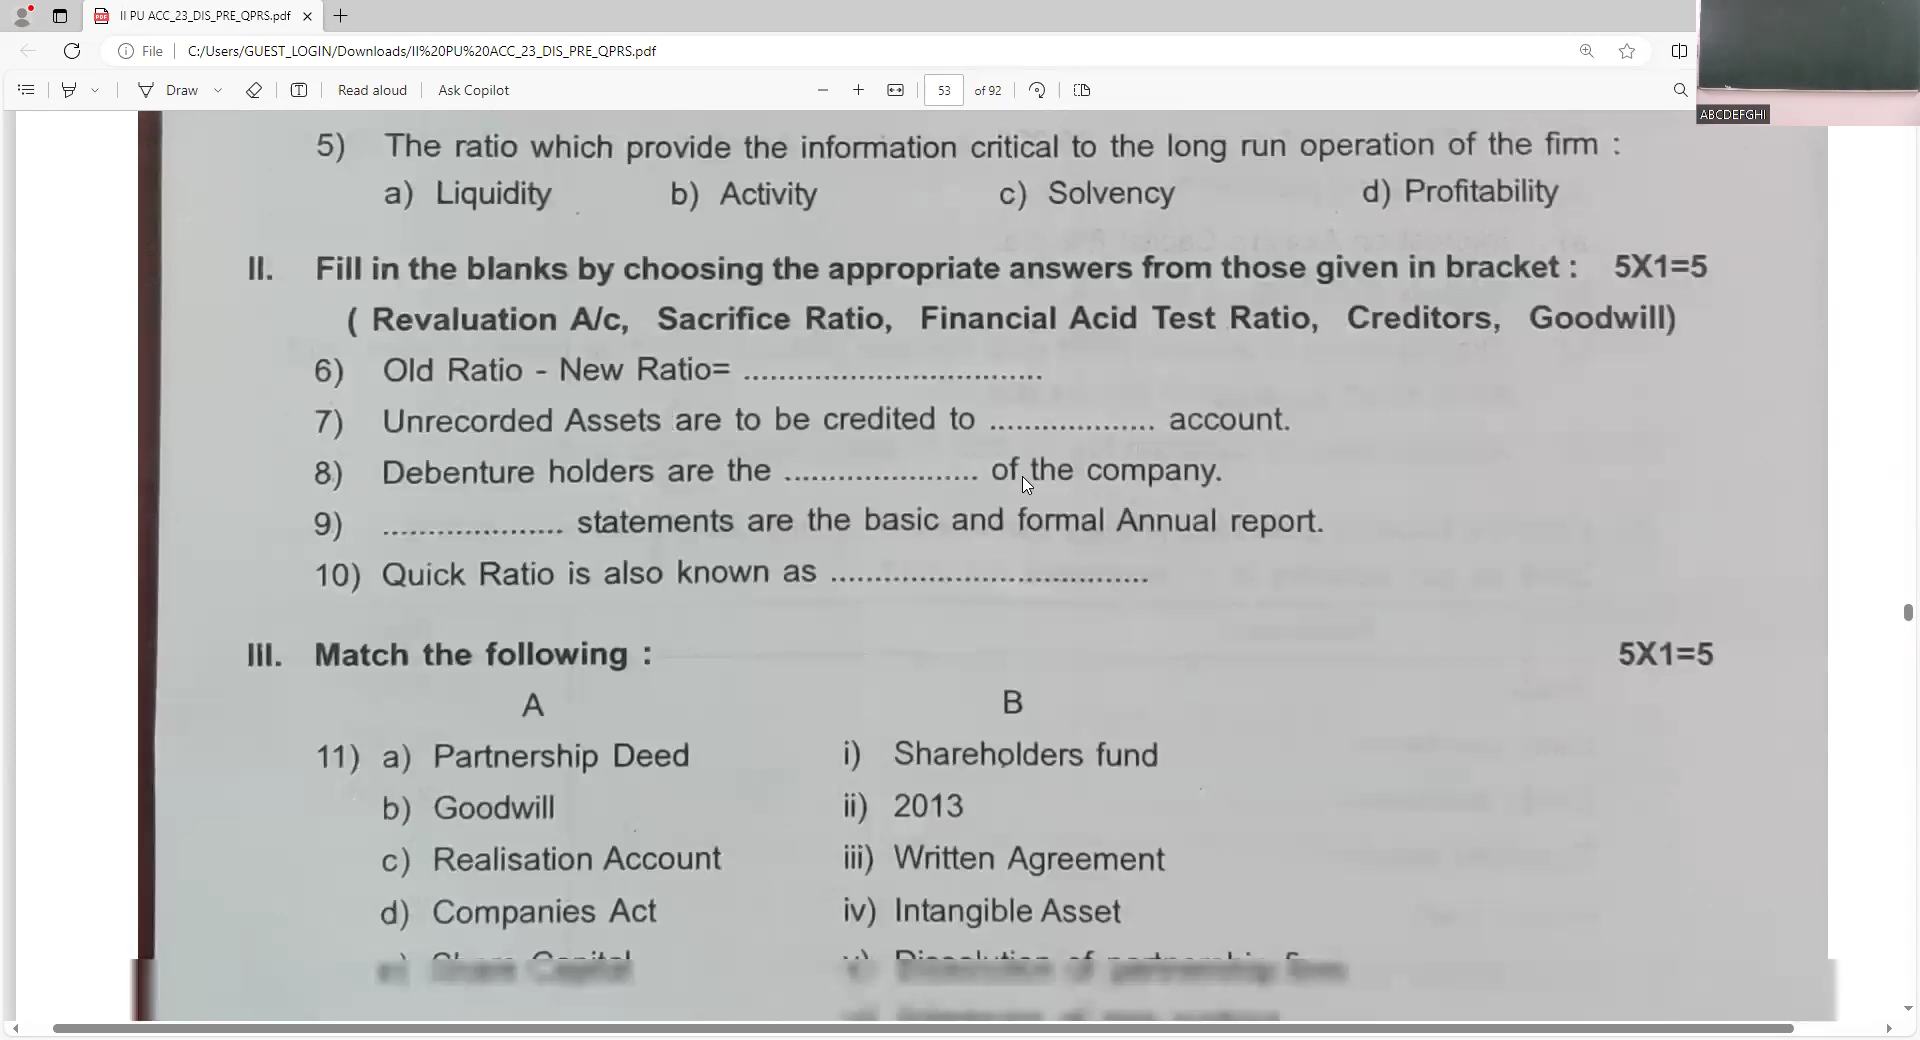 II PU ACC_23_DIS_PRE_QPRS.pdf
File C:/Users/GUEST_LOGIN/Downloads/II%20PU%20ACC_23_DIS_PRE_QPRS.pdf
Draw Read aloud Ask Copilot 53 of 92
ABCDEFGHI
5) The ratio which provide the information critical to the long run operation of the firm :
a) Liquidity b) Activity c) Solvency d) Profitability
II. Fill in the blanks by choosing the appropriate answers from those given in bracket : 5X1=5
( Revaluation A/c, Sacrifice Ratio, Financial Acid Test Ratio, Creditors, Goodwill)
6) Old Ratio - New Ratio= ..................................
7) Unrecorded Assets are to be credited to ................... account.
8) Debenture holders are the ...................... of the company.
9) .................... statements are the basic and formal Annual report.
10) Quick Ratio is also known as ....................................
III. Match the following : 5X1=5
A B
11) a) Partnership Deed i) Shareholders fund
b) Goodwill ii) 2013
c) Realisation Account iii) Written Agreement
d) Companies Act iv) Intangible Asset
e) Share Capital v) Dissolution of partnership firm